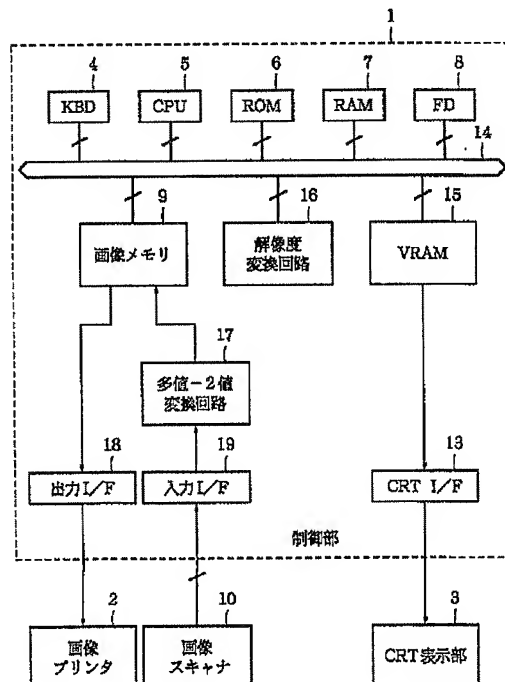 1
4
5
6
7
8
KBD
CPU
ROM
RAM
FD
14
9
16
15
画像メモリ
解像度
変換回路
VRAM
17
多値-2値
変換回路
18
19
13
出力I/F
入力I/F
CRT I/F
制御部
2
10
3
画像
プリンタ
画像
スキャナ
CRT表示部